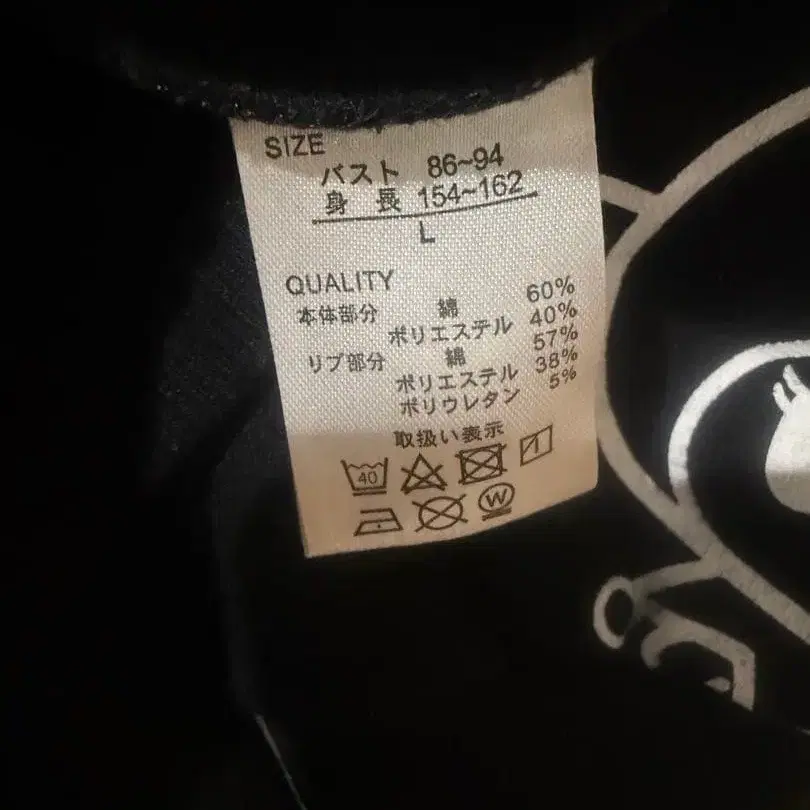 SIZE
バスト 86~94
身長 154~162
L
QUALITY
本体部分 綿 60%
ポリエステル 40%
リブ部分 綿 57%
ポリエステル 38%
ポリウレタン 5%
取扱い表示
40
W